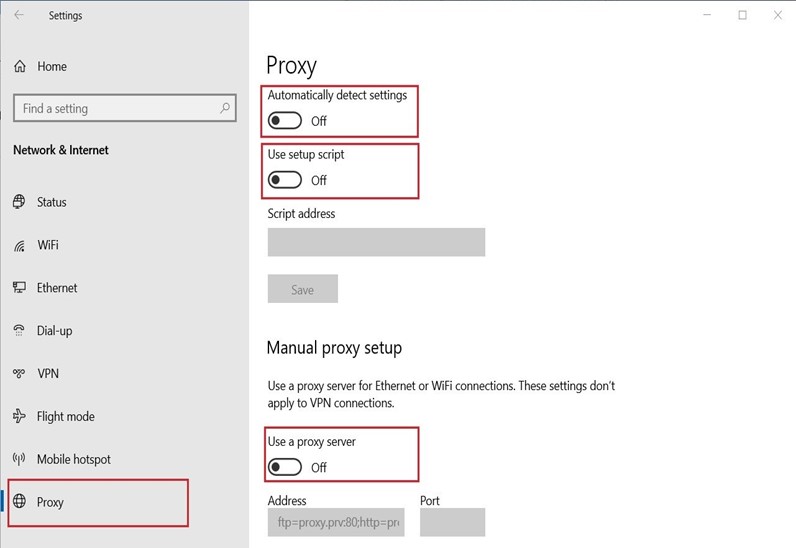 Settings
Home
Find a setting
Network & Internet
Status
WiFi
Ethernet
Dial-up
VPN
Flight mode
Mobile hotspot
Proxy
Proxy
Automatically detect settings
Off
Use setup script
Off
Script address
Save
Manual proxy setup
Use a proxy server for Ethernet or WiFi connections. These settings don't
apply to VPN connections.
Use a proxy server
Off
Address Port
ftp=proxy.prv:80;http=pr